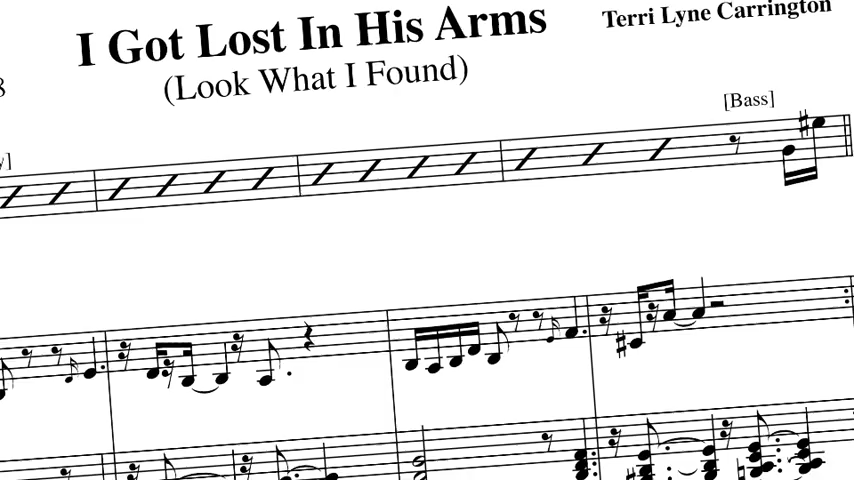 I Got Lost In His Arms
(Look What I Found)
Terri Lyne Carrington
[Bass]